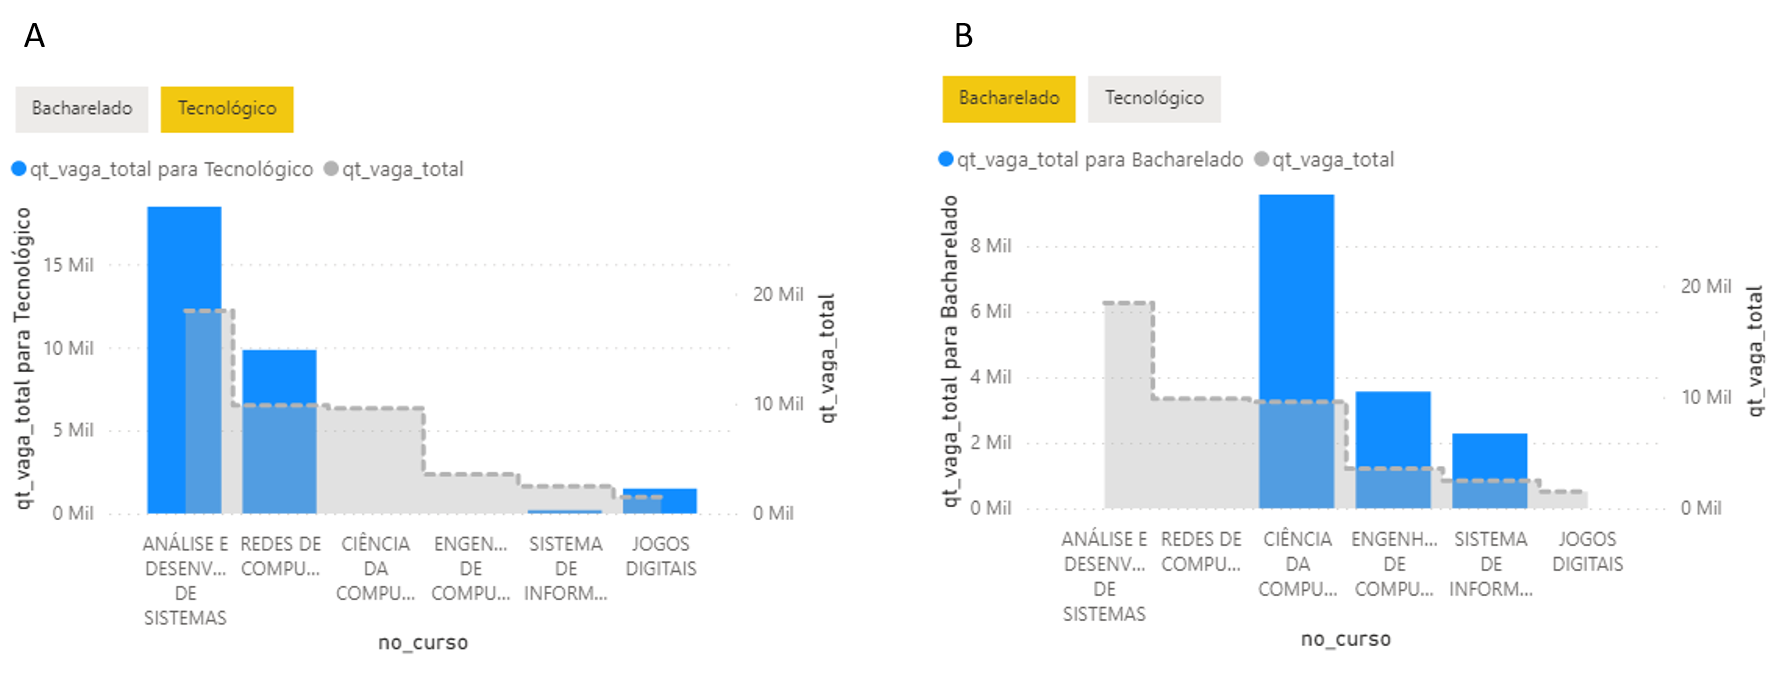 A
Bacharelado
Tecnológico
qt_vaga_total para Tecnológico
qt_vaga_total
qt_vaga_total para Tecnológico
15 Mil
10 Mil
5 Mil
0 Mil
20 Mil
10 Mil
0 Mil
qt_vaga_total
ANÁLISE E
DESENV...
DE
SISTEMAS
REDES DE
COMPU...
CIÊNCIA
DA
COMPU...
ENGEN...
DE
COMPU...
SISTEMA
DE
INFORM...
JOGOS
DIGITAIS
no_curso
B
Bacharelado
Tecnológico
qt_vaga_total para Bacharelado
qt_vaga_total
qt_vaga_total para Bacharelado
8 Mil
6 Mil
4 Mil
2 Mil
0 Mil
20 Mil
10 Mil
0 Mil
qt_vaga_total
ANÁLISE E
DESENV...
DE
SISTEMAS
REDES DE
COMPU...
CIÊNCIA
DA
COMPU...
ENGENH...
DE
COMPU...
SISTEMA
DE
INFORM...
JOGOS
DIGITAIS
no_curso